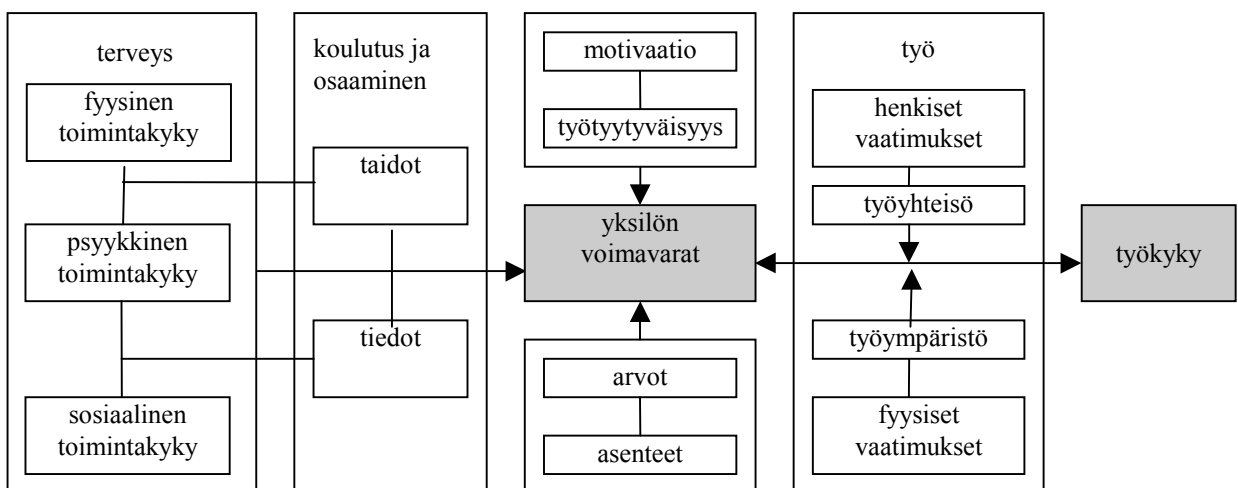 terveys
fyysinen
toimintakyky
psyykkinen
toimintakyky
sosiaalinen
toimintakyky
koulutus ja
osaaminen
taidot
tiedot
motivaatio
työtyytyväisyys
yksilön
voimavarat
arvot
asenteet
työ
henkiset
vaatimukset
työyhteisö
työympäristö
fyysiset
vaatimukset
työkyky